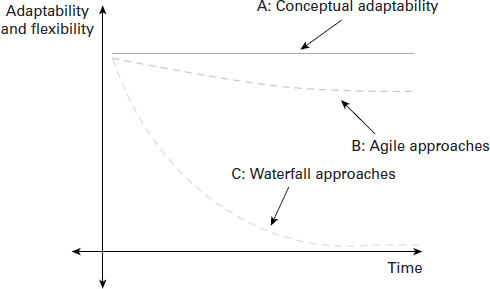 Adaptability
and flexibility
A: Conceptual adaptability
B: Agile approaches
C: Waterfall approaches
Time